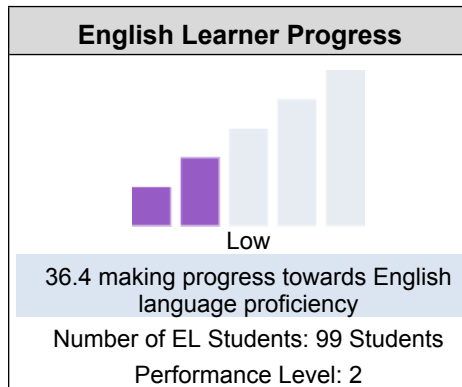 English Learner Progress
Low
36.4 making progress towards English
language proficiency
Number of EL Students: 99 Students
Performance Level: 2